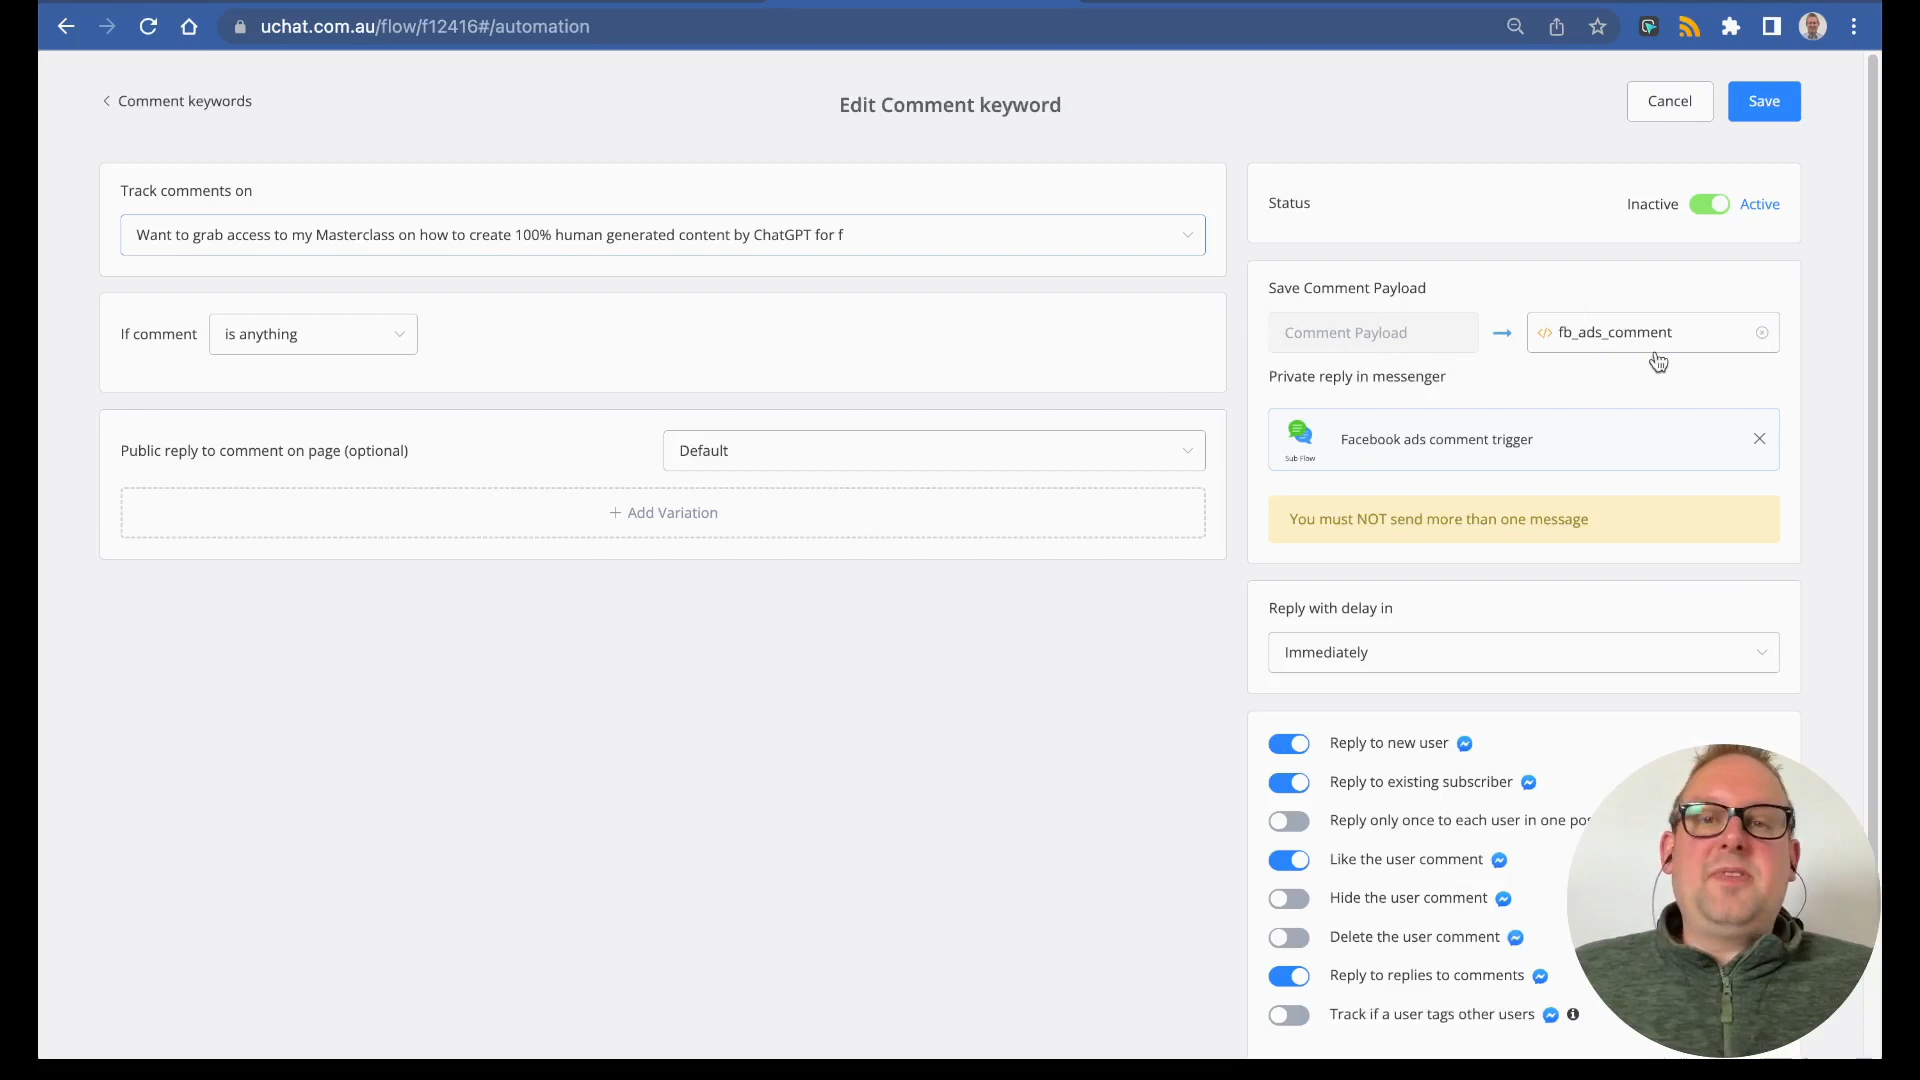 uchat.com.au/flow/f12416#/automation
Comment keywords
Edit Comment keyword
Cancel
Save
Track comments on
Want to grab access to my Masterclass on how to create 100% human generated content by ChatGPT for f
If comment
is anything
Public reply to comment on page (optional)
Default
+ Add Variation
Status
Inactive
Active
Save Comment Payload
Comment Payload
</> fb_ads_comment
Private reply in messenger
Sub Flow
Facebook ads comment trigger
You must NOT send more than one message
Reply with delay in
Immediately
Reply to new user
Reply to existing subscriber
Reply only once to each user in one pos
Like the user comment
Hide the user comment
Delete the user comment
Reply to replies to comments
Track if a user tags other users